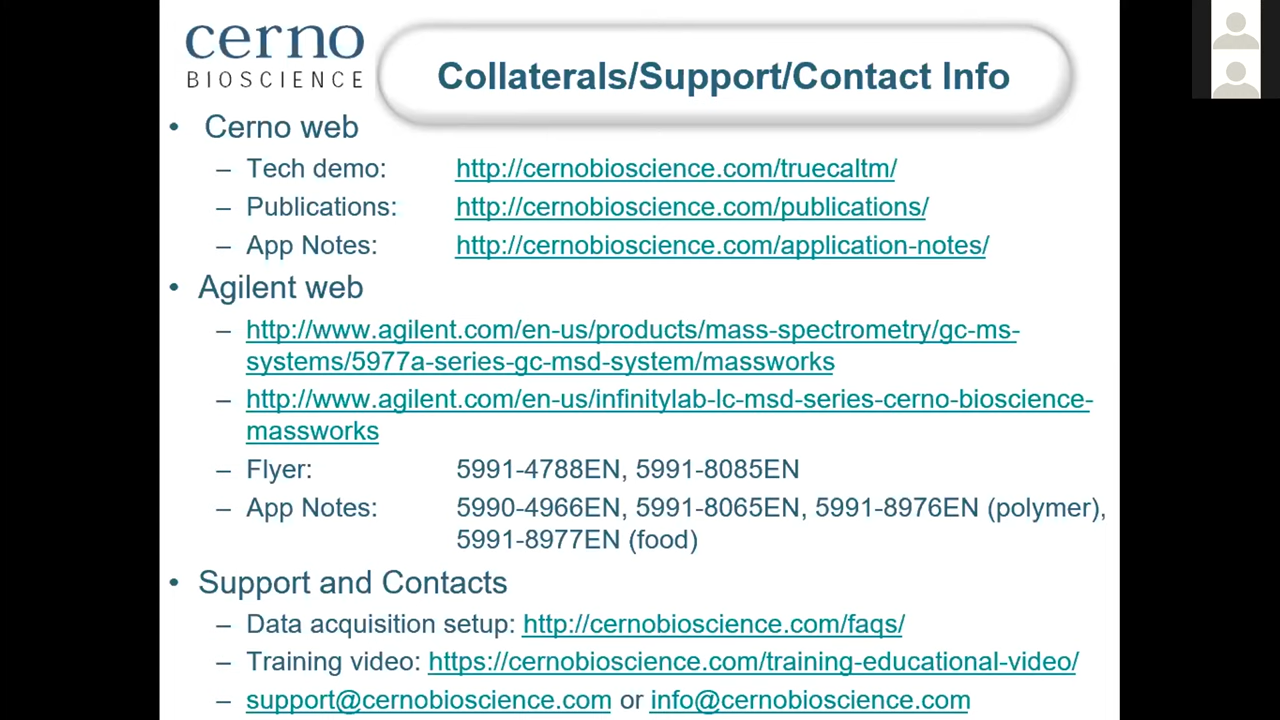 cerno
BIOSCIENCE
Collaterals/Support/Contact Info
• Cerno web
– Tech demo: http://cernobioscience.com/truecaltm/
– Publications: http://cernobioscience.com/publications/
– App Notes: http://cernobioscience.com/application-notes/
• Agilent web
– http://www.agilent.com/en-us/products/mass-spectrometry/gc-ms-
systems/5977a-series-gc-msd-system/massworks
– http://www.agilent.com/en-us/infinitylab-lc-msd-series-cerno-bioscience-
massworks
– Flyer: 5991-4788EN, 5991-8085EN
– App Notes: 5990-4966EN, 5991-8065EN, 5991-8976EN (polymer),
5991-8977EN (food)
• Support and Contacts
– Data acquisition setup: http://cernobioscience.com/faqs/
– Training video: https://cernobioscience.com/training-educational-video/
– support@cernobioscience.com or info@cernobioscience.com